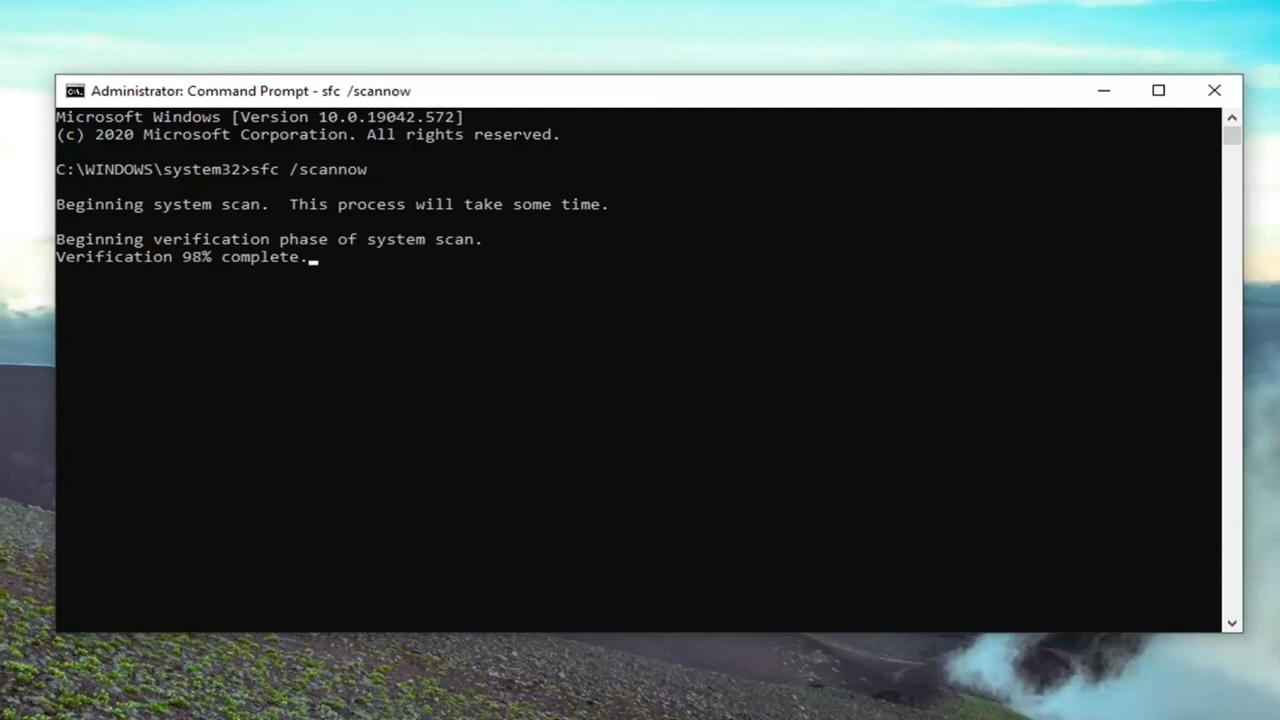 Administrator: Command Prompt - sfc  /scannow
Microsoft Windows [Version 10.0.19042.572]
(c) 2020 Microsoft Corporation. All rights reserved.
C:\WINDOWS\system32>sfc /scannow
Beginning system scan.  This process will take some time.
Beginning verification phase of system scan.
Verification 98% complete.